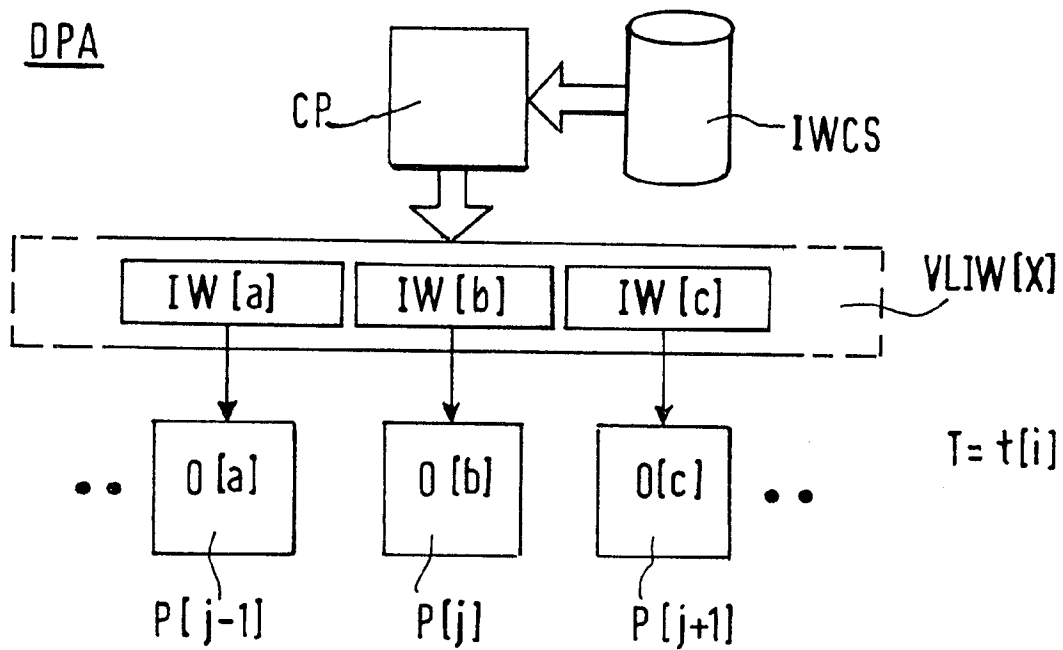 DPA
CP
IWCS
VLIW[X]
IW[a] IW[b] IW[c]
O[a] O[b] O[c]
T= t[i]
P[j-1] P[j] P[j+1]